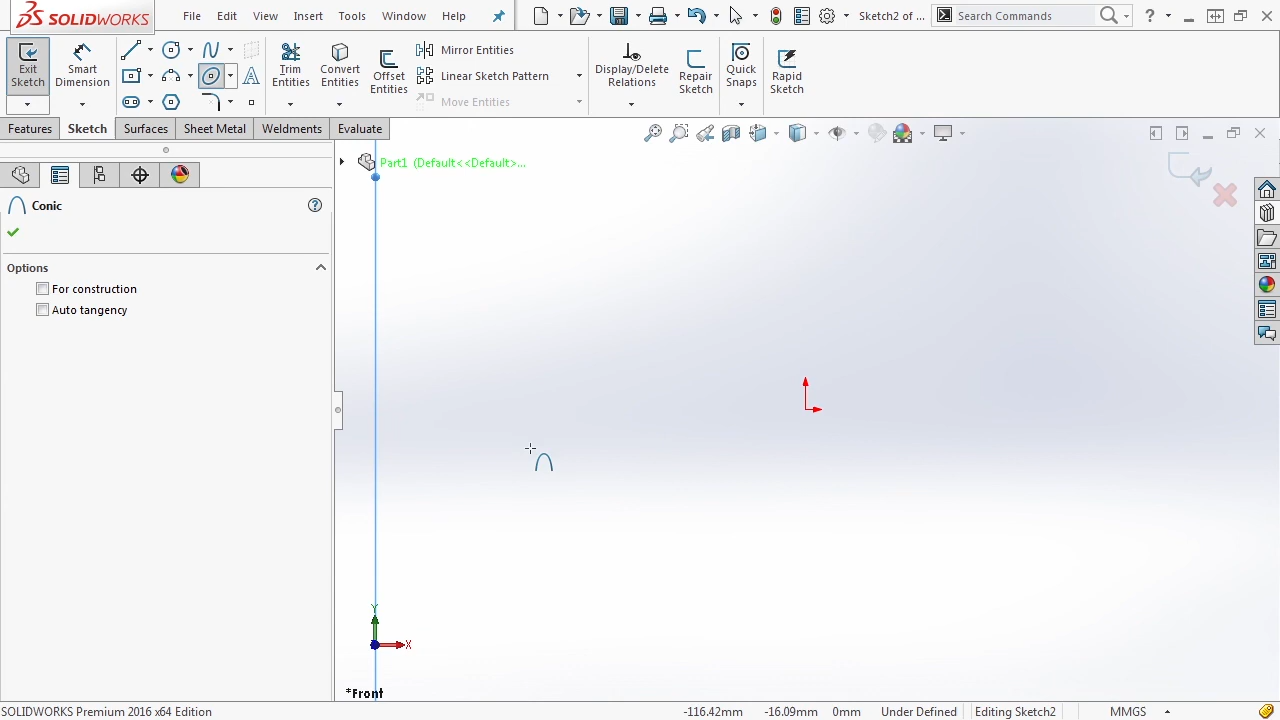 SOLIDWORKS
File Edit View Insert Tools Window Help
Sketch2 of ...
Search Commands
Exit Sketch
Smart Dimension
Trim Entities
Convert Entities
Offset Entities
Mirror Entities
Linear Sketch Pattern
Move Entities
Display/Delete Relations
Repair Sketch
Quick Snaps
Rapid Sketch
Features Sketch Surfaces Sheet Metal Weldments Evaluate
Part1 (Default<<Default>...
Conic
Options
For construction
Auto tangency
Y
X
*Front
SOLIDWORKS Premium 2016 x64 Edition -116.42mm -16.09mm 0mm Under Defined Editing Sketch2 MMGS